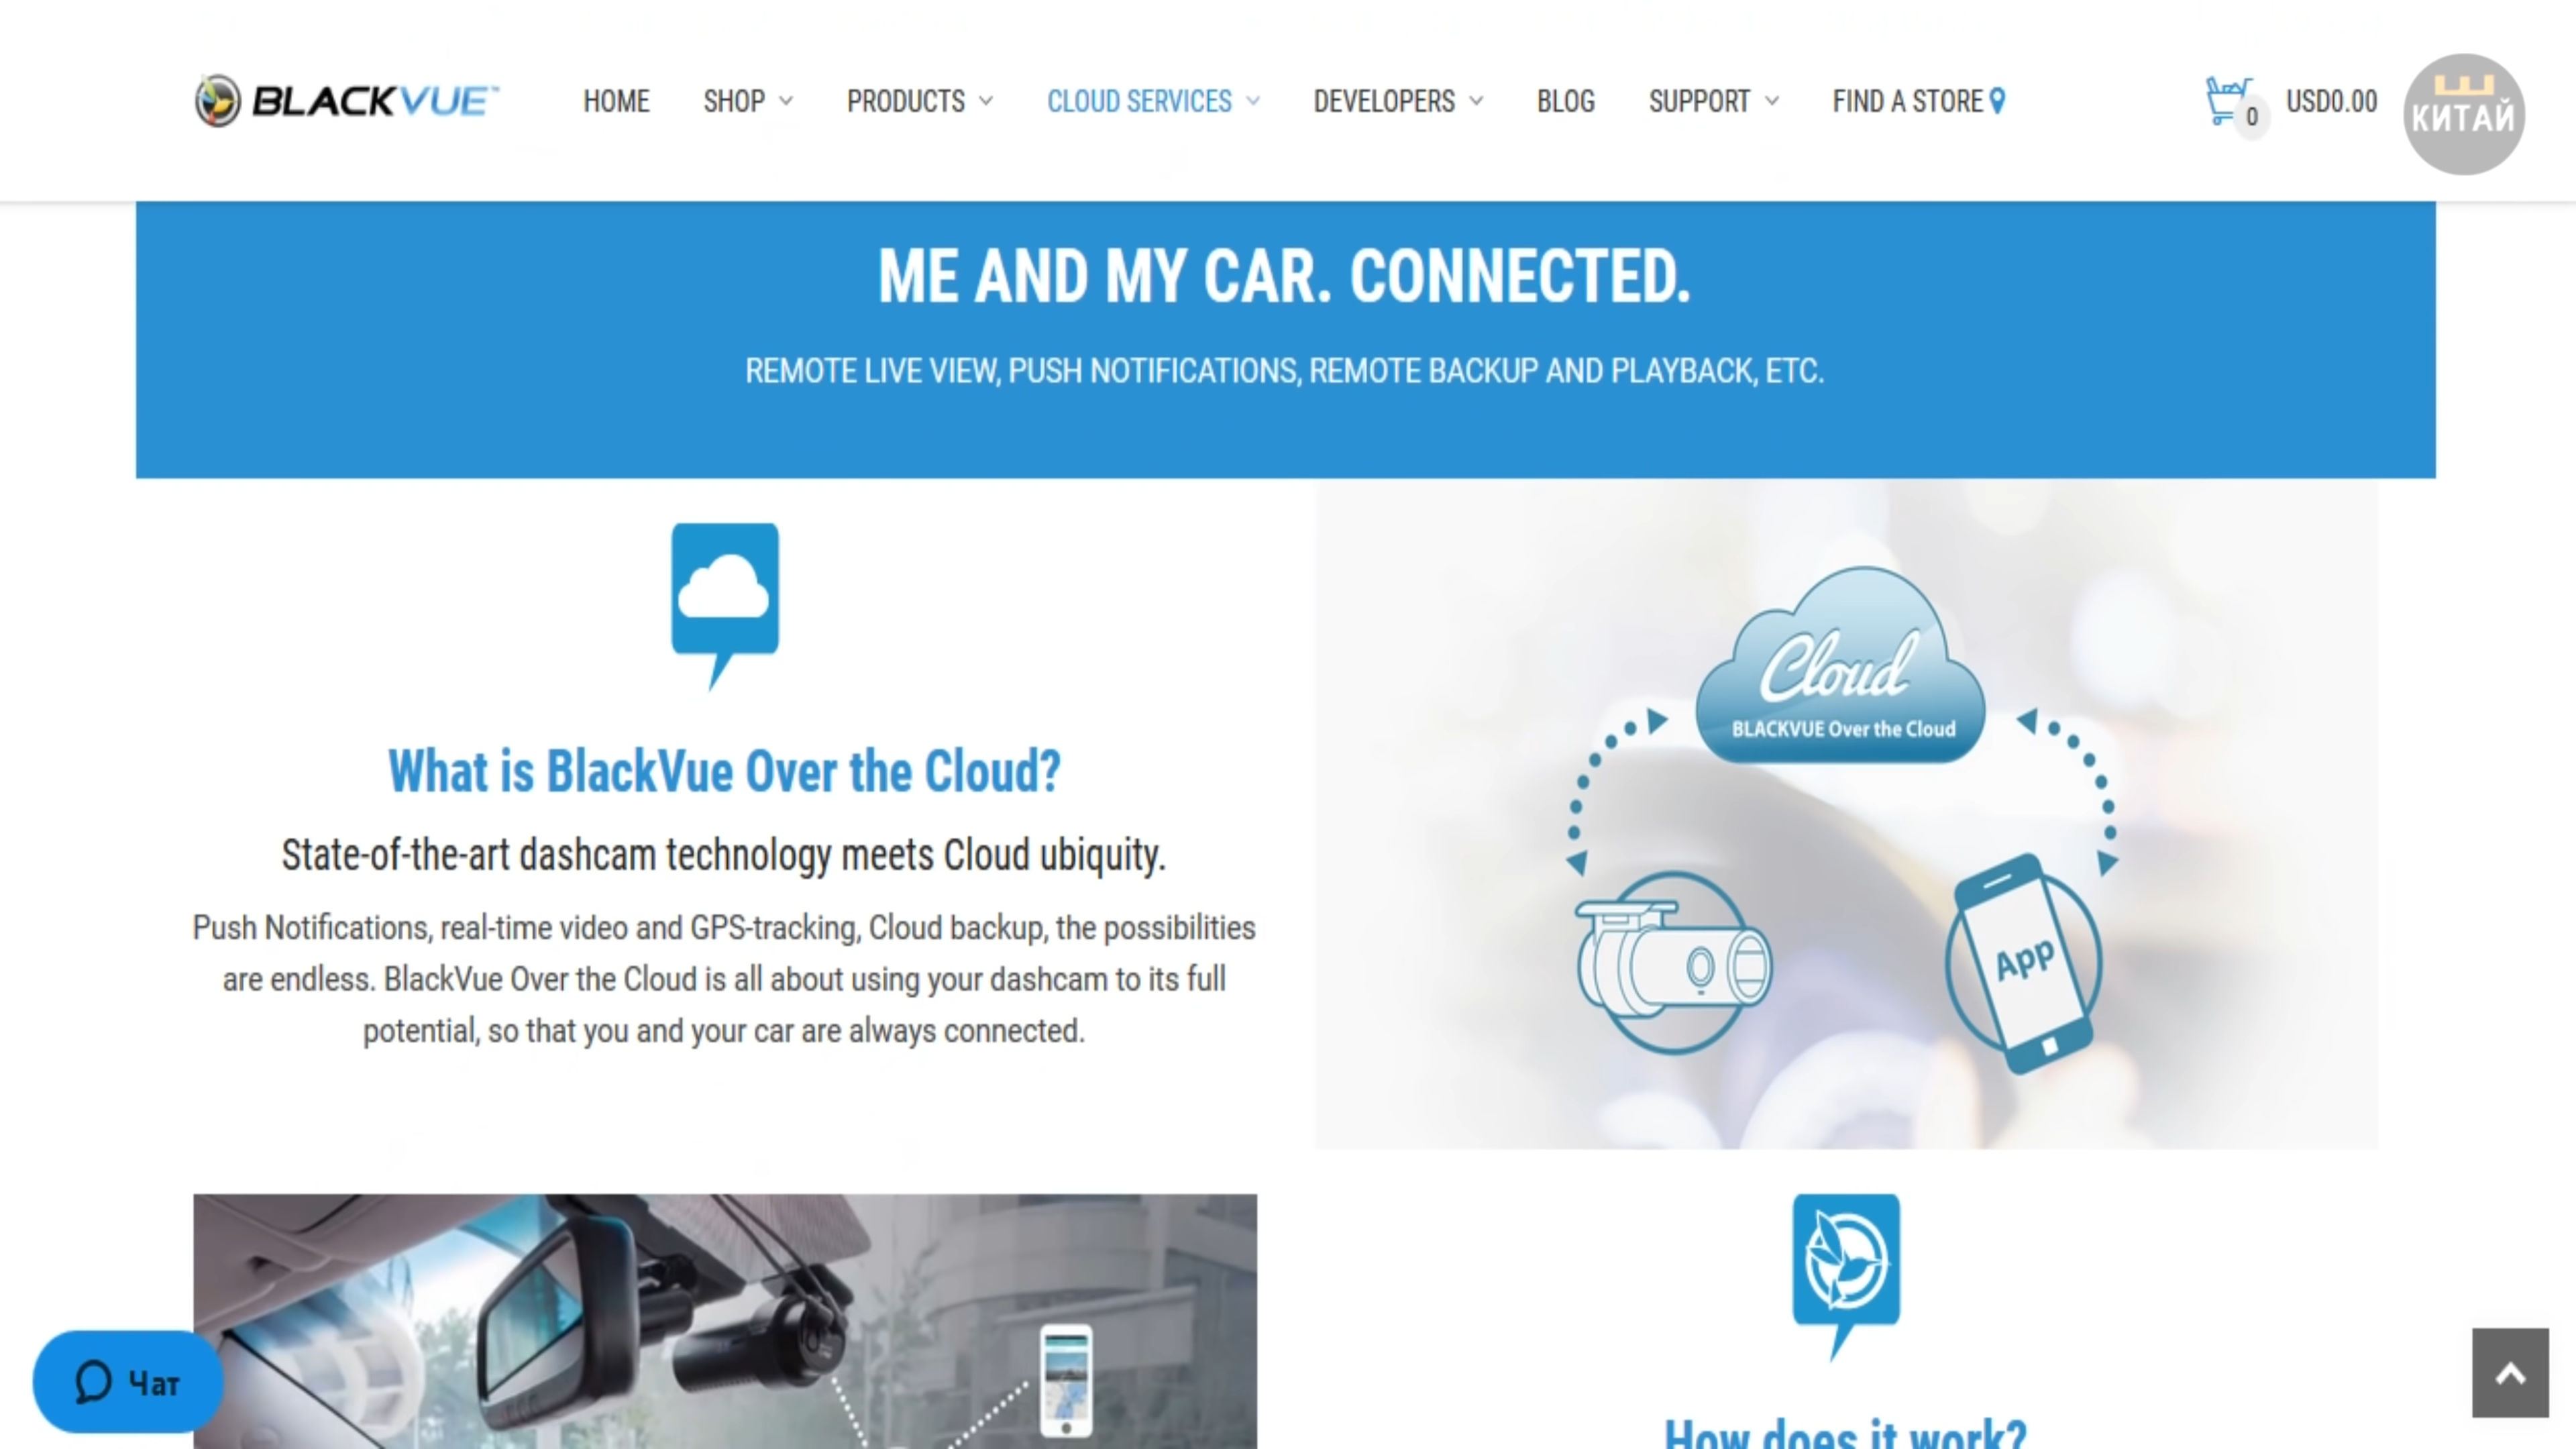 BLACKVUE™
HOME
SHOP
PRODUCTS
CLOUD SERVICES
DEVELOPERS
BLOG
SUPPORT
FIND A STORE
0
USD0.00
КИТАЙ
ME AND MY CAR. CONNECTED.
REMOTE LIVE VIEW, PUSH NOTIFICATIONS, REMOTE BACKUP AND PLAYBACK, ETC.
What is BlackVue Over the Cloud?
State-of-the-art dashcam technology meets Cloud ubiquity.
Push Notifications, real-time video and GPS-tracking, Cloud backup, the possibilities
are endless. BlackVue Over the Cloud is all about using your dashcam to its full
potential, so that you and your car are always connected.
Cloud
BLACKVUE Over the Cloud
App
How does it work?
Чат